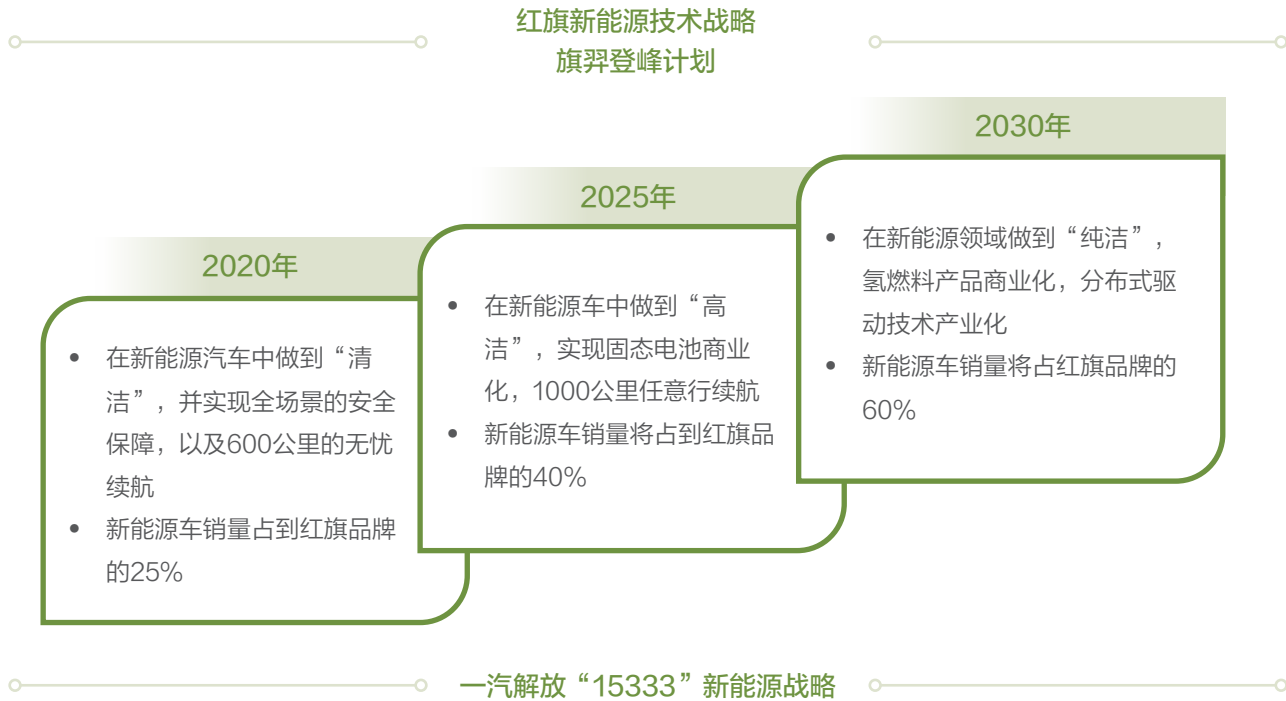 红旗新能源技术战略
旗羿登峰计划
2020年
• 在新能源汽车中做到“清
洁”，并实现全场景的安全
保障，以及600公里的无忧
续航
• 新能源车销量占到红旗品牌
的25%
2025年
• 在新能源车中做到“高
洁”，实现固态电池商业
化，1000公里任意行续航
• 新能源车销量将占到红旗品
牌的40%
2030年
• 在新能源领域做到“纯洁”，
氢燃料产品商业化，分布式驱
动技术产业化
• 新能源车销量将占红旗品牌的
60%
一汽解放“15333”新能源战略